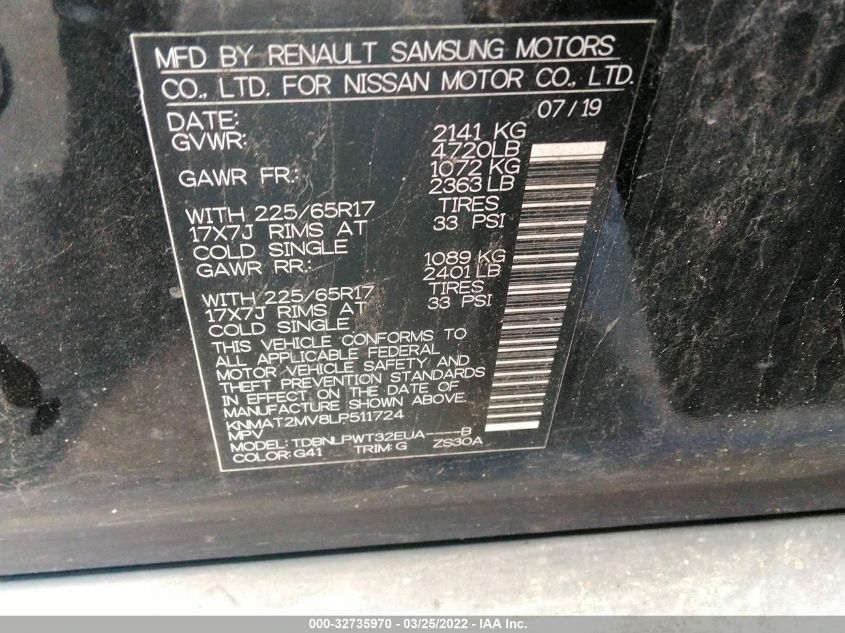 MFD BY RENAULT SAMSUNG MOTORS
CO., LTD. FOR NISSAN MOTOR CO., LTD.
DATE: 07/19
GVWR: 2141 KG
4720LB
GAWR FR: 1072 KG
2363 LB
WITH 225/65R17 TIRES
17X7J RIMS AT 33 PSI
COLD SINGLE
GAWR RR: 1089 KG
2401 LB
WITH 225/65R17 TIRES
17X7J RIMS AT 33 PSI
COLD SINGLE
THIS VEHICLE CONFORMS TO
ALL APPLICABLE FEDERAL
MOTOR VEHICLE SAFETY AND
THEFT PREVENTION STANDARDS
IN EFFECT ON THE DATE OF
MANUFACTURE SHOWN ABOVE.
KNMAT2MV8LP511724
MPV
MODEL: TDBNLPWT32EUA----B
COLOR: G41 TRIM: G ZS30A
000-32735970 - 03/25/2022 - IAA Inc.